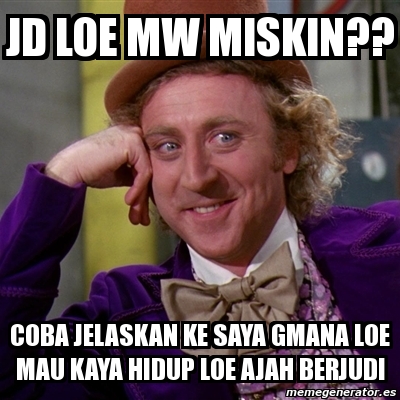 JD LOE MW MISKIN??
COBA JELASKAN KE SAYA GMANA LOE
MAU KAYA HIDUP LOE AJAH BERJUDI
memegenerator.es